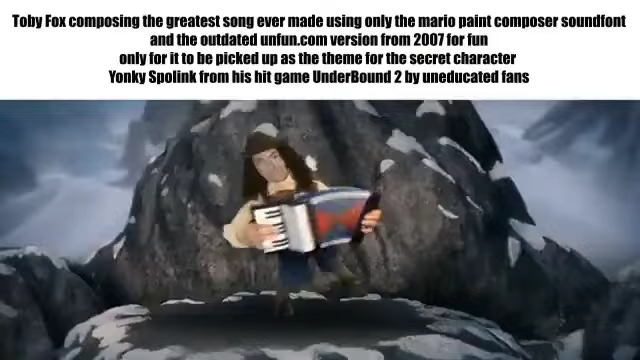 Toby Fox composing the greatest song ever made using only the mario paint composer soundfont
and the outdated unfun.com version from 2007 for fun
only for it to be picked up as the theme for the secret character
Yonky Spolink from his hit game UnderBound 2 by uneducated fans